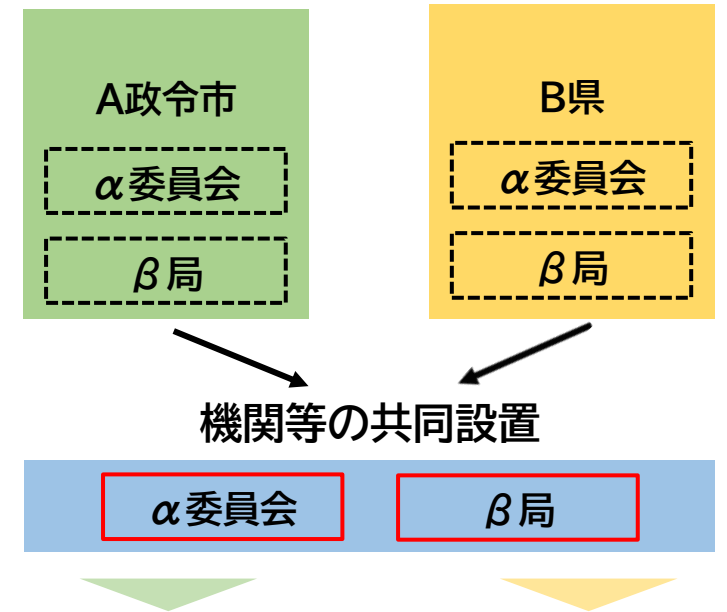 A政令市
α委員会
β局
B県
α委員会
β局
機関等の共同設置
α委員会
β局